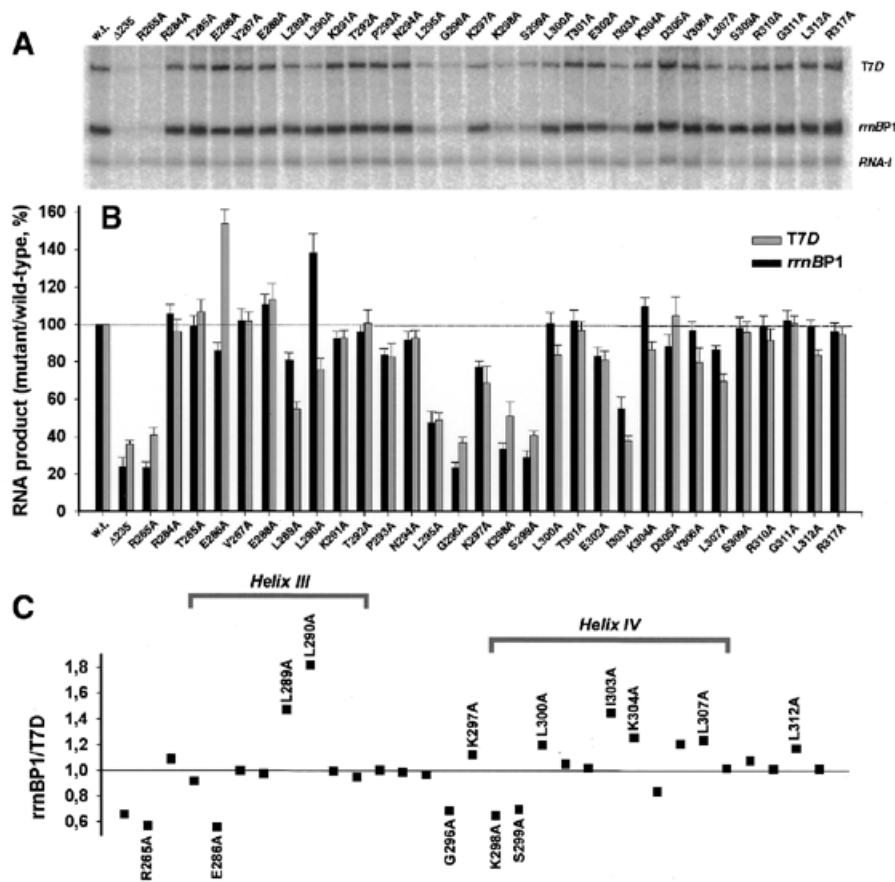 A
w.t. Δ235 R265A R284A T285A E286A V287A E288A L289A L290A K291A T292A P293A N294A L295A G296A K297A K298A S299A L300A T301A E302A I303A K304A D305A V306A L307A S309A R310A G311A L312A R317A
T7D
rrnBP1
RNA-I
B
RNA product (mutant/wild-type, %)
160
140
120
100
80
60
40
20
0
T7D
rrnBP1
w.t. Δ235 R265A R284A T285A E286A V287A E288A L289A L290A K291A T292A P293A N294A L295A G296A K297A K298A S299A L300A T301A E302A I303A K304A D305A V306A L307A S309A R310A G311A L312A R317A
C
Helix III
Helix IV
rrnBP1/T7D
1,8
1,6
1,4
1,2
1,0
0,8
0,6
R265A
E286A
L289A
L290A
G296A
K297A
K298A
S299A
L300A
I303A
K304A
L307A
L312A